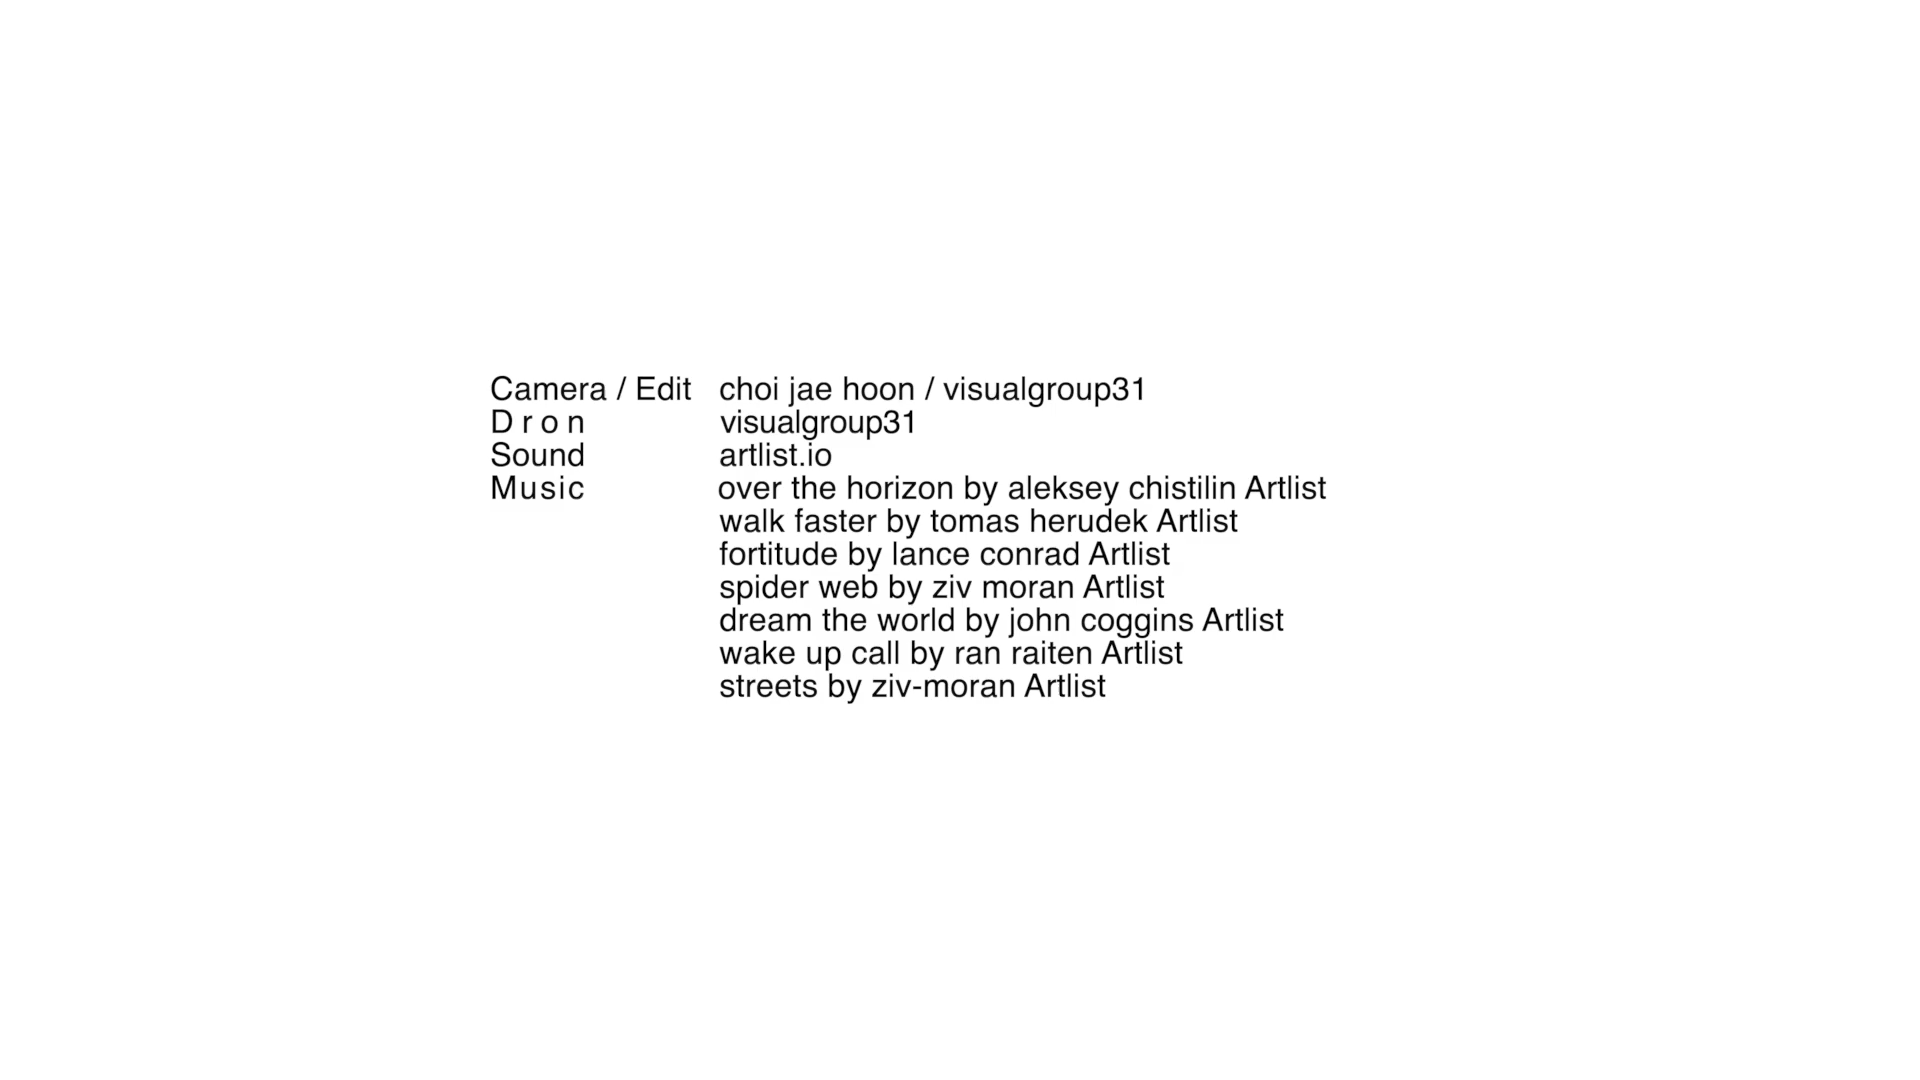 Camera / Edit choi jae hoon / visualgroup31
Dron visualgroup31
Sound artlist.io
Music over the horizon by aleksey chistilin Artlist
walk faster by tomas herudek Artlist
fortitude by lance conrad Artlist
spider web by ziv moran Artlist
dream the world by john coggins Artlist
wake up call by ran raiten Artlist
streets by ziv-moran Artlist